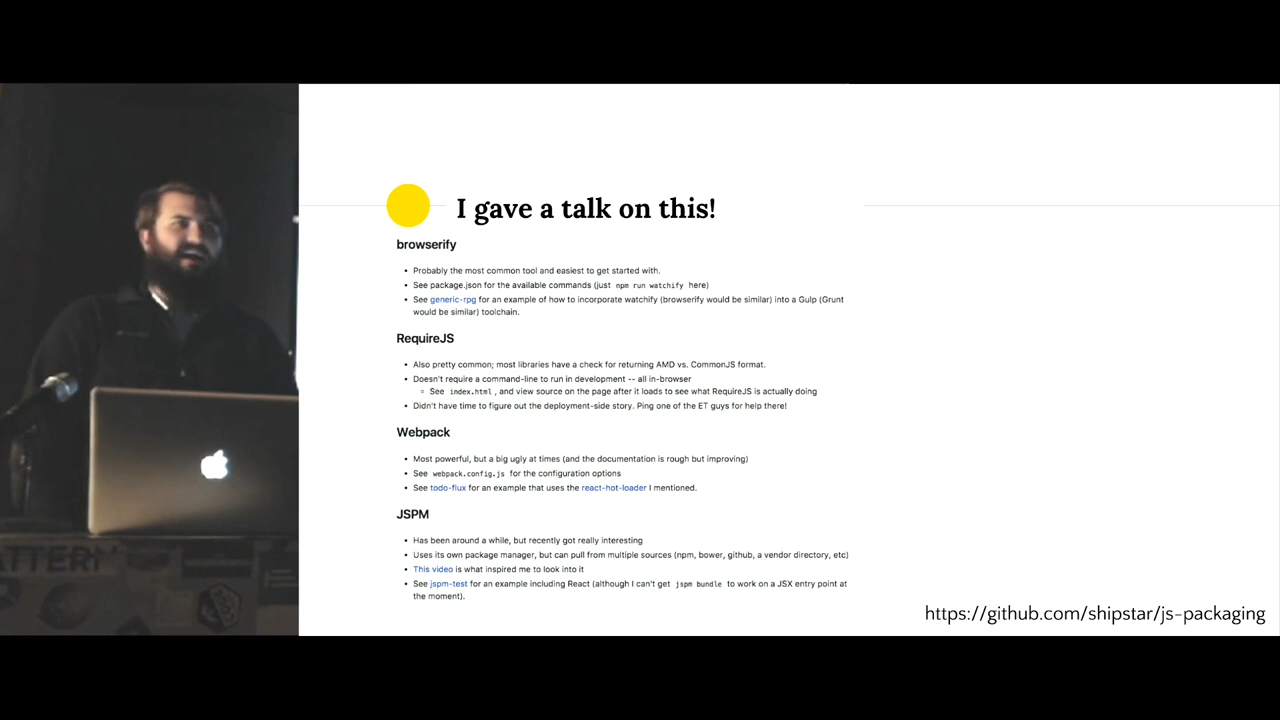 I gave a talk on this!
browserify
• Probably the most common tool and easiest to get started with.
• See package.json for the available commands (just npm run watchify here)
• See generic-rpg for an example of how to incorporate watchify (browserify would be similar) into a Gulp (Grunt
would be similar) toolchain.
RequireJS
• Also pretty common; most libraries have a check for returning AMD vs. CommonJS format.
• Doesn't require a command-line to run in development -- all in-browser
◦ See index.html , and view source on the page after it loads to see what RequireJS is actually doing
• Didn't have time to figure out the deployment-side story. Ping one of the ET guys for help there!
Webpack
• Most powerful, but a big ugly at times (and the documentation is rough but improving)
• See webpack.config.js for the configuration options
• See todo-flux for an example that uses the react-hot-loader I mentioned.
JSPM
• Has been around a while, but recently got really interesting
• Uses its own package manager, but can pull from multiple sources (npm, bower, github, a vendor directory, etc)
• This video is what inspired me to look into it
• See jspm-test for an example including React (although I can't get jspm bundle to work on a JSX entry point at
the moment).
https://github.com/shipstar/js-packaging
ATTERY